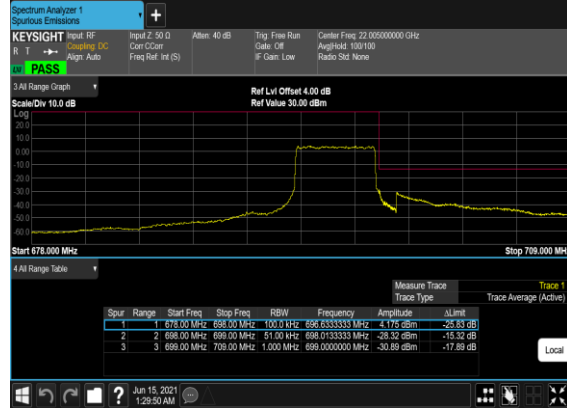 Spectrum Analyzer 1
Spurious Emissions
KEYSIGHT Input: RF Input Z: 50 Ω Atten: 40 dB Trig: Free Run Center Freq: 22.005000000 GHz
R T Coupling: DC Corr CCorr Gate: Off Avg|Hold: 100/100
Align: Auto Freq Ref: Int (S) IF Gain: Low Radio Std: None
PASS
3 All Range Graph
Ref Lvl Offset 4.00 dB
Scale/Div 10.0 dB Ref Value 30.00 dBm
Log
20.0
10.0
0.00
-10.0
-20.0
-30.0
-40.0
-50.0
-60.0
Start 678.000 MHz Stop 709.000 MH
4 All Range Table
Measure Trace Trace 1
Trace Type Trace Average (Active)
Spur Range Start Freq Stop Freq RBW Frequency Amplitude ΔLimit
1 1 678.00 MHz 698.00 MHz 100.0 kHz 696.6333333 MHz 4.175 dBm -25.83 dB
2 2 698.00 MHz 699.00 MHz 51.00 kHz 698.0133333 MHz -28.32 dBm -15.32 dB
3 3 699.00 MHz 709.00 MHz 1.000 MHz 699.0000000 MHz -30.89 dBm -17.89 dB
Local
? Jun 15, 2021
1:29:50 AM